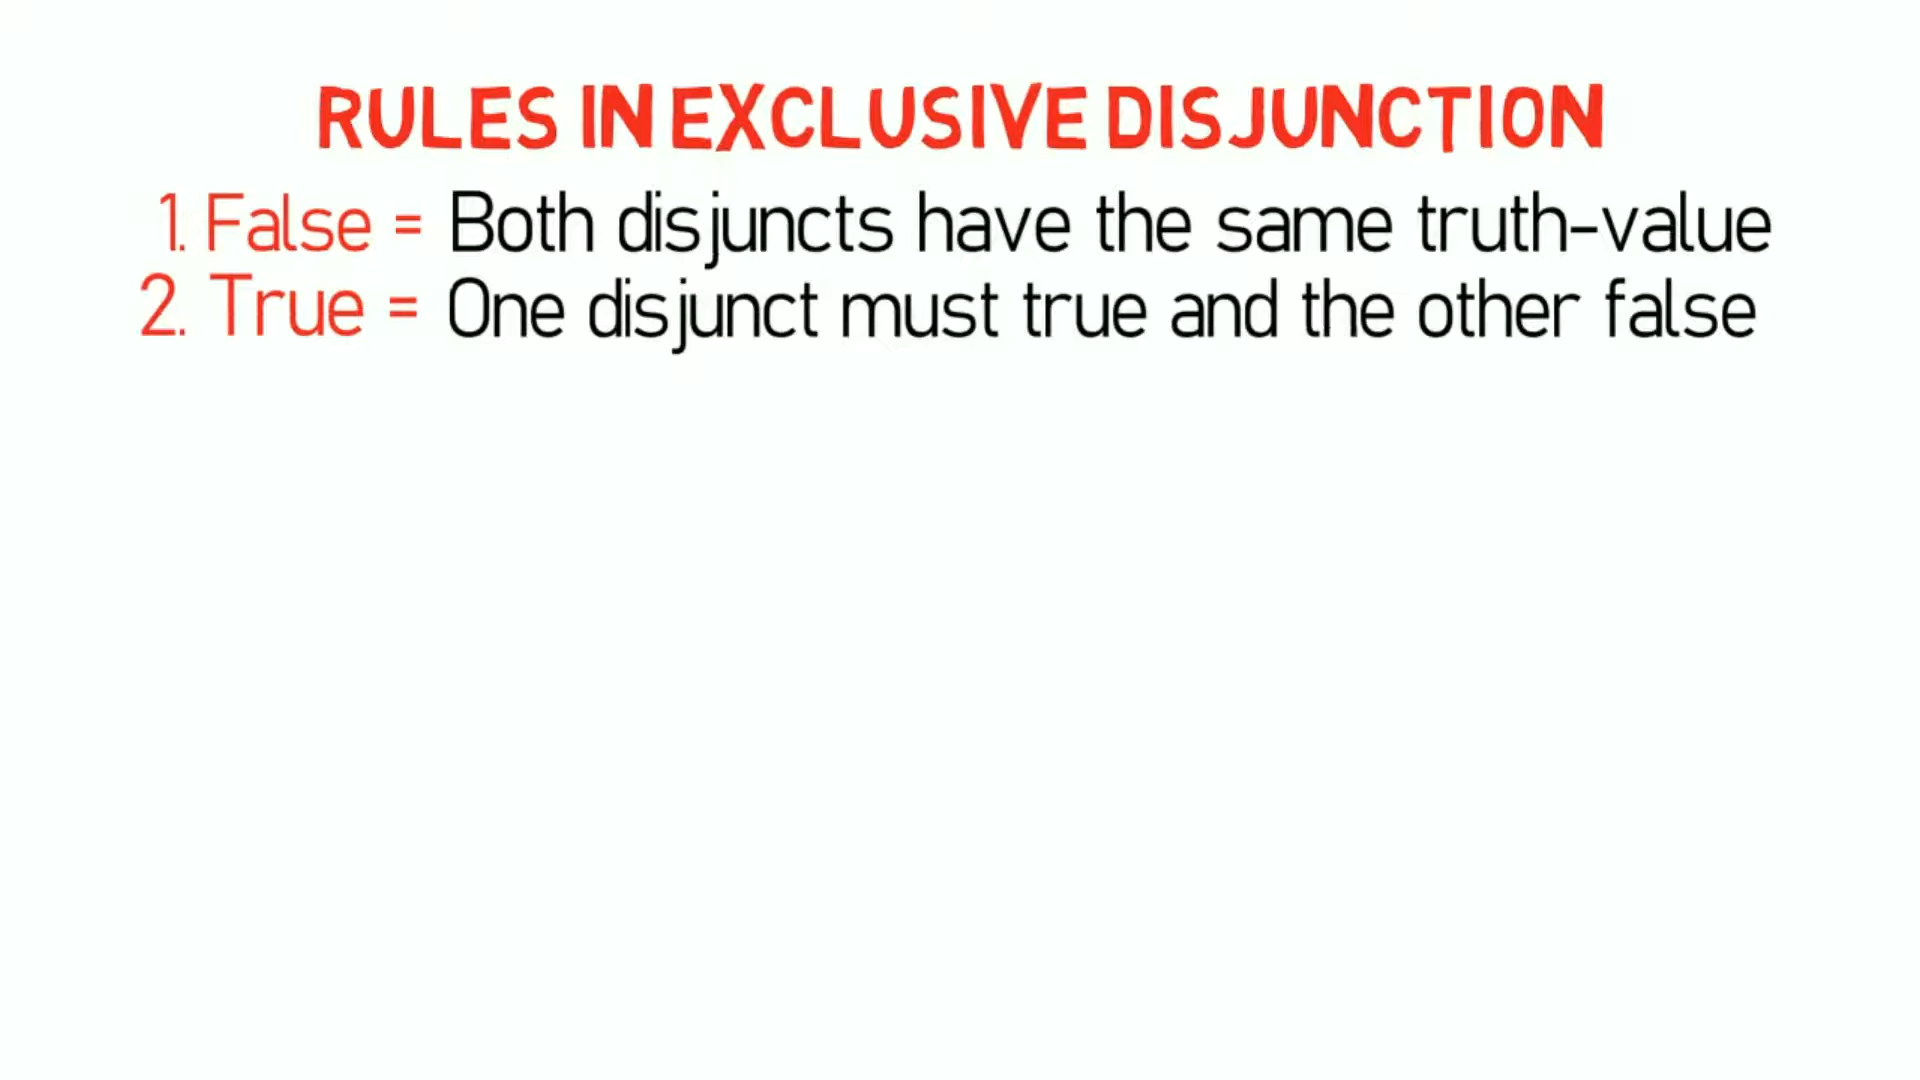 RULES IN EXCLUSIVE DISJUNCTION
1. False = Both disjuncts have the same truth-value
2. True = One disjunct must true and the other false